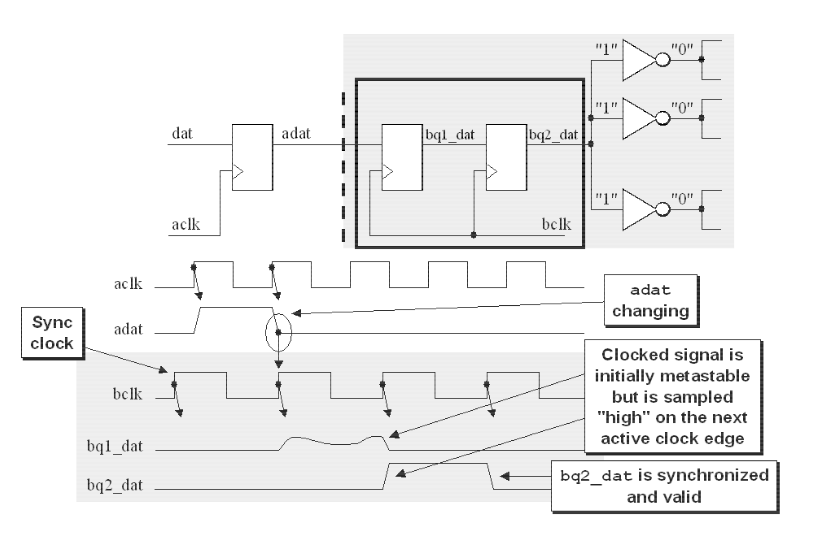 "1"
"0"
"1"
"0"
dat
adat
bq1_dat
bq2_dat
"1"
"0"
aclk
bclk
aclk
adat
changing
Sync
clock
adat
Clocked signal is
initially metastable
but is sampled
"high" on the next
active clock edge
bclk
bq1_dat
bq2_dat
bq2_dat is synchronized
and valid